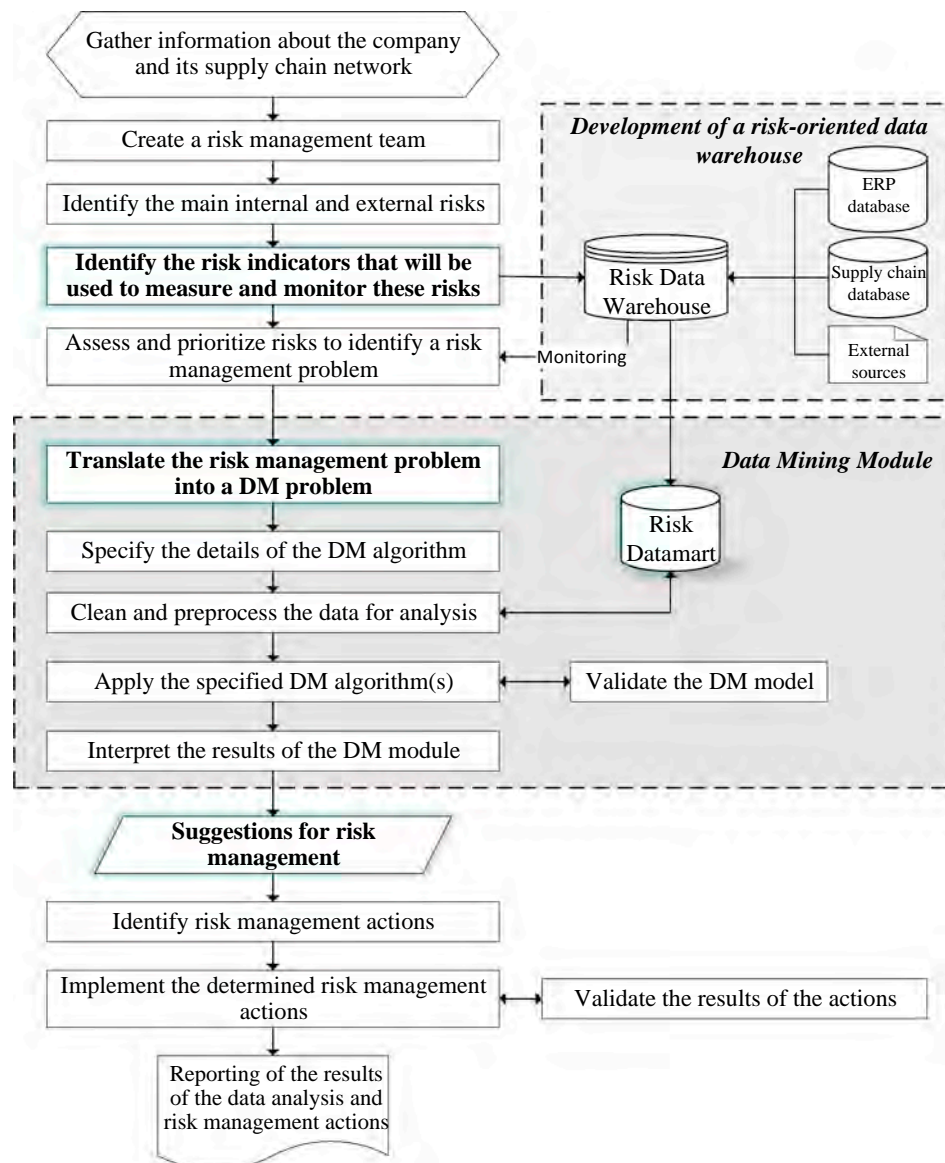 Gather information about the company
and its supply chain network
Create a risk management team
Identify the main internal and external risks
Identify the risk indicators that will be
used to measure and monitor these risks
Assess and prioritize risks to identify a risk
management problem
Development of a risk-oriented data
warehouse
ERP
database
Risk Data
Warehouse
Supply chain
database
External
sources
Monitoring
Data Mining Module
Translate the risk management problem
into a DM problem
Risk
Datamart
Specify the details of the DM algorithm
Clean and preprocess the data for analysis
Apply the specified DM algorithm(s)
Validate the DM model
Interpret the results of the DM module
Suggestions for risk
management
Identify risk management actions
Implement the determined risk management
actions
Validate the results of the actions
Reporting of the results
of the data analysis and
risk management actions